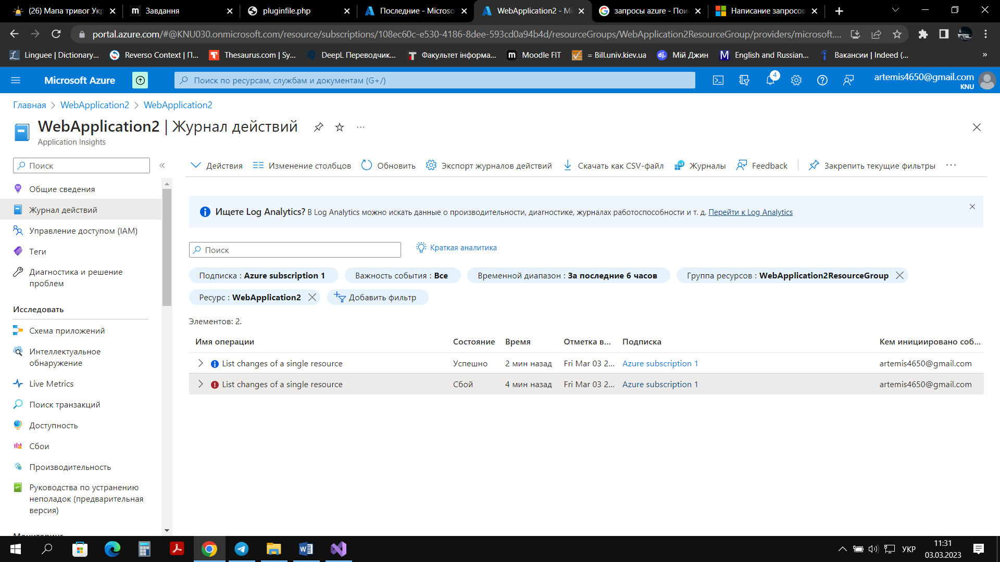 (26) Мапа тривог Укр
Завдання
pluginfile.php
Последние - Microsof
WebApplication2 - Mi
запросы azure - Пои
Написание запросов
portal.azure.com/#@KNU030.onmicrosoft.com/resource/subscriptions/108ec60c-e530-4186-8dee-593cd0a94b4d/resourceGroups/WebApplication2ResourceGroup/providers/microsoft....
Linguee | Dictionary...
Reverso Context | П...
Thesaurus.com | Sy...
DeepL Переводчик...
Факультет інформа...
Moodle FIT
= Bill.univ.kiev.ua
Мій Джин
English and Russian...
Вакансии | Indeed (...
»
Microsoft Azure
Поиск по ресурсам, службам и документам (G+/)
4
artemis4650@gmail.com
KNU
Главная > WebApplication2 > WebApplication2
WebApplication2 | Журнал действий
Application Insights
Поиск
Общие сведения
Журнал действий
Управление доступом (IAM)
Теги
Диагностика и решение
проблем
Исследовать
Схема приложений
Интеллектуальное
обнаружение
Live Metrics
Поиск транзакций
Доступность
Сбои
Производительность
Руководства по устранению
неполадок (предварительная
версия)
Мониторинг
Действия
Изменение столбцов
Обновить
Экспорт журналов действий
Скачать как CSV-файл
Журналы
Feedback
Закрепить текущие фильтры
Ищете Log Analytics? В Log Analytics можно искать данные о производительности, диагностике, журналах работоспособности и т. д. Перейти к Log Analytics
Поиск
Краткая аналитика
Подписка : Azure subscription 1
Важность события : Все
Временной диапазон : За последние 6 часов
Группа ресурсов : WebApplication2ResourceGroup
Ресурс : WebApplication2
Добавить фильтр
Элементов: 2.
Имя операции Состояние Время Отметка в... Подписка Кем инициировано соб...
List changes of a single resource Успешно 2 мин назад Fri Mar 03 2... Azure subscription 1 artemis4650@gmail.com
List changes of a single resource Сбой 4 мин назад Fri Mar 03 2... Azure subscription 1 artemis4650@gmail.com
УКР
11:31
03.03.2023